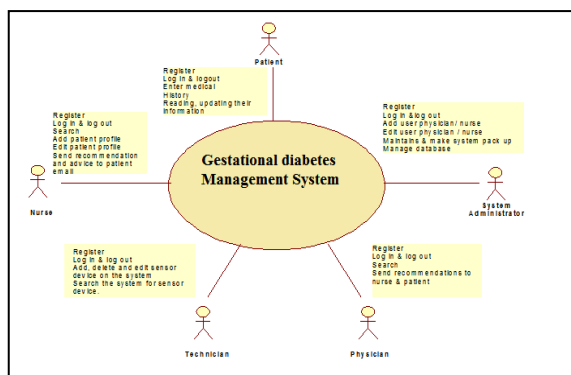 Patient
Register
Log in & logout
Enter medical
History
Reading, updating their
information
Register
Log in & log out
Search
Add patient profile
Edit patient profile
Send recommendation
and advice to patient
email
Nurse
Gestational diabetes
Management System
Register
Log in &log out
Add user physician / nurse
Edit user physician / nurse
Maintains & make system pack up
Manage database
System
Administrator
Register
Log in & log out
Add, delete and edit sensor
device on the system
Search the system for sensor
device.
Technician
Register
Log in & log out
Search
Send recommendations to
nurse & patient
Physician